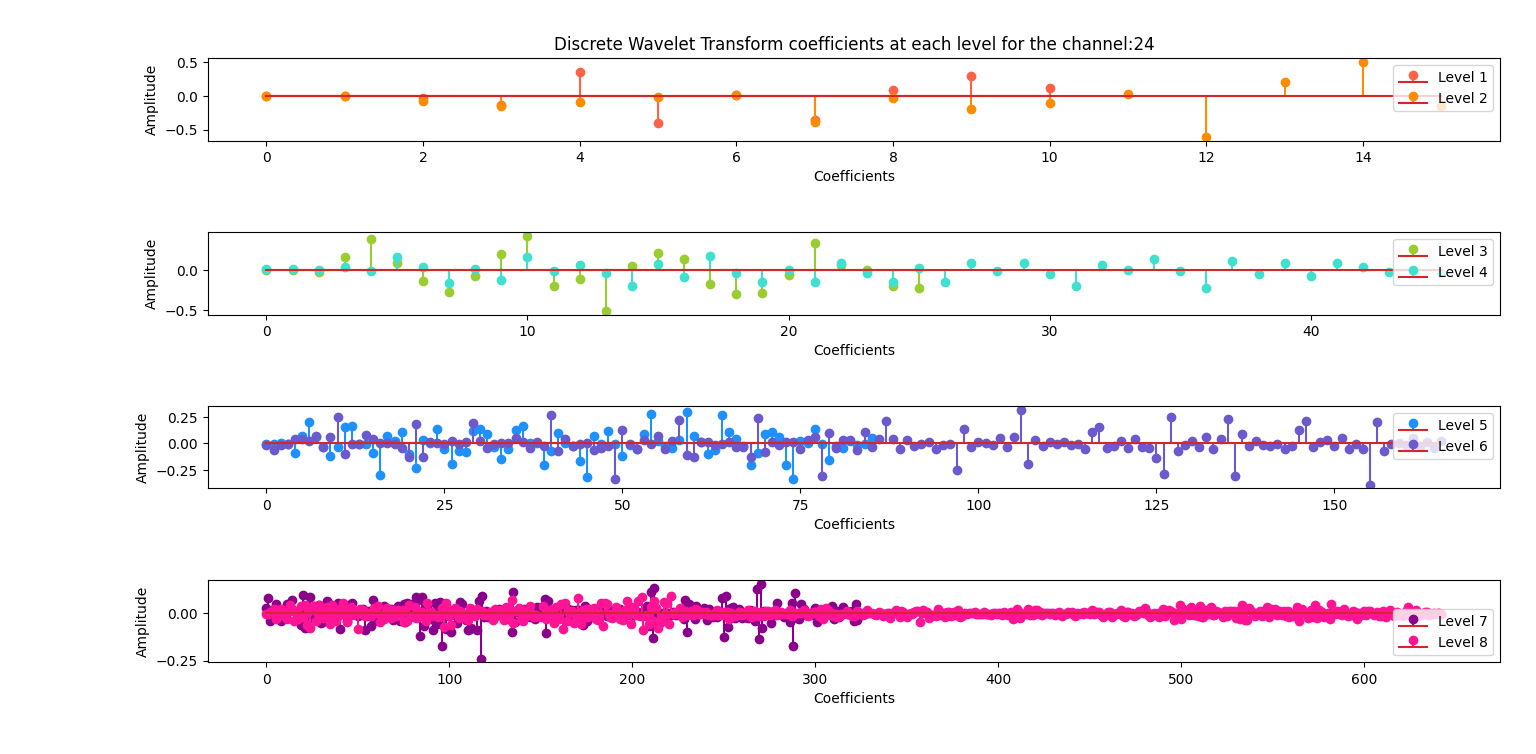 Discrete Wavelet Transform coefficients at each level for the channel:24
Amplitude
0.5
0.0
−0.5
Level 1
Level 2
0 2 4 6 8 10 12 14
Coefficients
Amplitude
0.0
−0.5
Level 3
Level 4
0 10 20 30 40
Coefficients
Amplitude
0.25
0.00
−0.25
Level 5
Level 6
0 25 50 75 100 125 150
Coefficients
Amplitude
0.00
−0.25
Level 7
Level 8
0 100 200 300 400 500 600
Coefficients